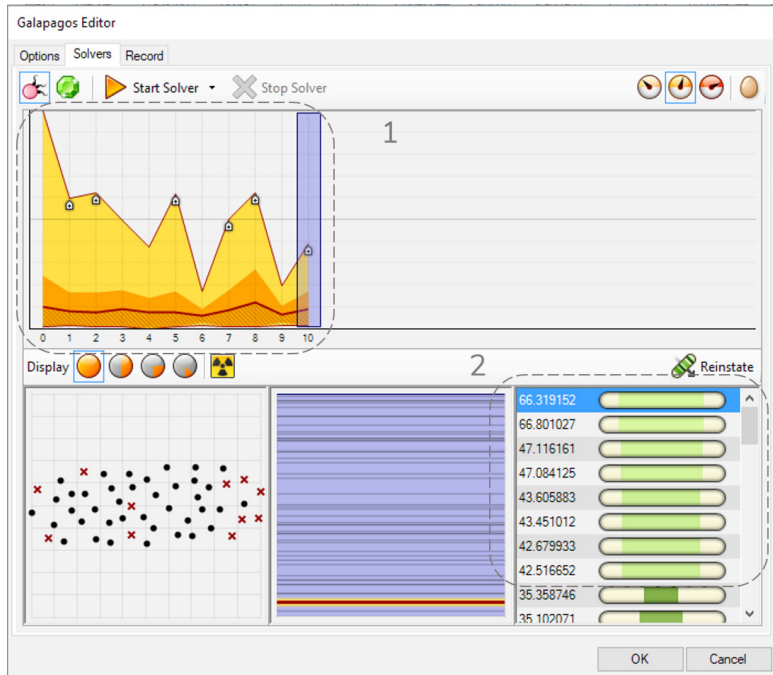 Galapagos Editor
Options Solvers Record
Start Solver Stop Solver
1
0 1 2 3 4 5 6 7 8 9 10
Display Reinstate
2
66.319152
66.801027
47.116161
47.084125
43.605883
43.451012
42.679933
42.516652
35.358746
35.102071
OK Cancel